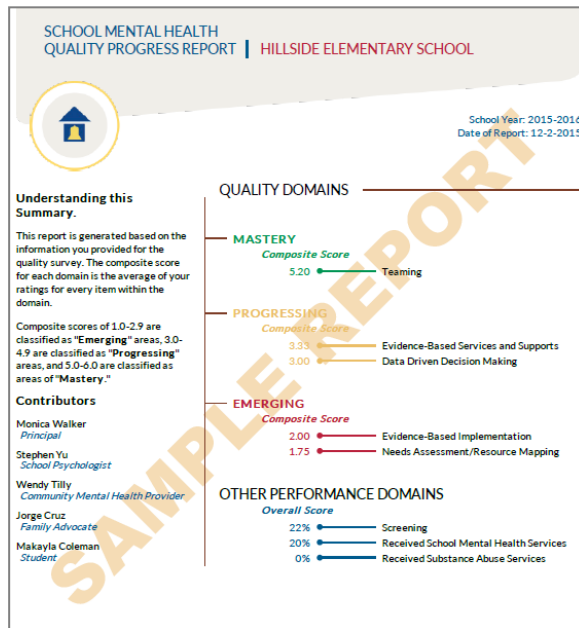 SCHOOL MENTAL HEALTH
QUALITY PROGRESS REPORT | HILLSIDE ELEMENTARY SCHOOL
School Year: 2015-2016
Date of Report: 12-2-2015
Understanding this
Summary.
This report is generated based on the
information you provided for the
quality survey. The composite score
for each domain is the average of your
ratings for every item within the
domain.
Composite scores of 1.0-2.9 are
classified as "Emerging" areas, 3.0-
4.9 are classified as "Progressing"
areas, and 5.0-6.0 are classified as
areas of "Mastery."
Contributors
Monica Walker
Principal
Stephen Yu
School Psychologist
Wendy Tilly
Community Mental Health Provider
Jorge Cruz
Family Advocate
Makayla Coleman
Student
QUALITY DOMAINS
MASTERY
Composite Score
5.20 Teaming
PROGRESSING
Composite Score
3.33 Evidence-Based Services and Supports
3.00 Data Driven Decision Making
EMERGING
Composite Score
2.00 Evidence-Based Implementation
1.75 Needs Assessment/Resource Mapping
OTHER PERFORMANCE DOMAINS
Overall Score
22% Screening
20% Received School Mental Health Services
0% Received Substance Abuse Services
SAMPLE REPORT